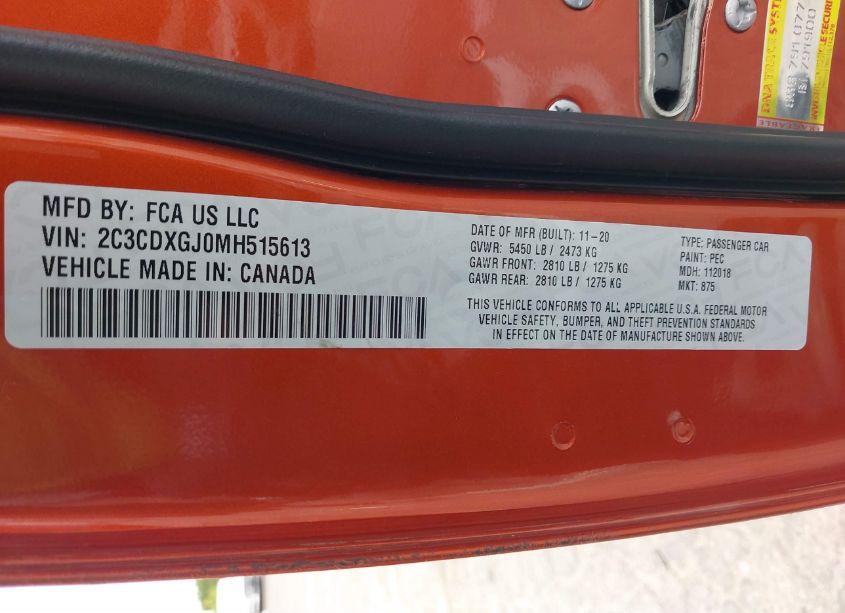 MFD BY: FCA US LLC
VIN: 2C3CDXGJ0MH515613
VEHICLE MADE IN: CANADA
DATE OF MFR (BUILT): 11-20
GVWR: 5450 LB / 2473 KG
GAWR FRONT: 2810 LB / 1275 KG
GAWR REAR: 2810 LB / 1275 KG
TYPE: PASSENGER CAR
PAINT: PEC
MDH: 112018
MKT: 875
THIS VEHICLE CONFORMS TO ALL APPLICABLE U.S.A. FEDERAL MOTOR
VEHICLE SAFETY, BUMPER, AND THEFT PREVENTION STANDARDS
IN EFFECT ON THE DATE OF MANUFACTURE SHOWN ABOVE.